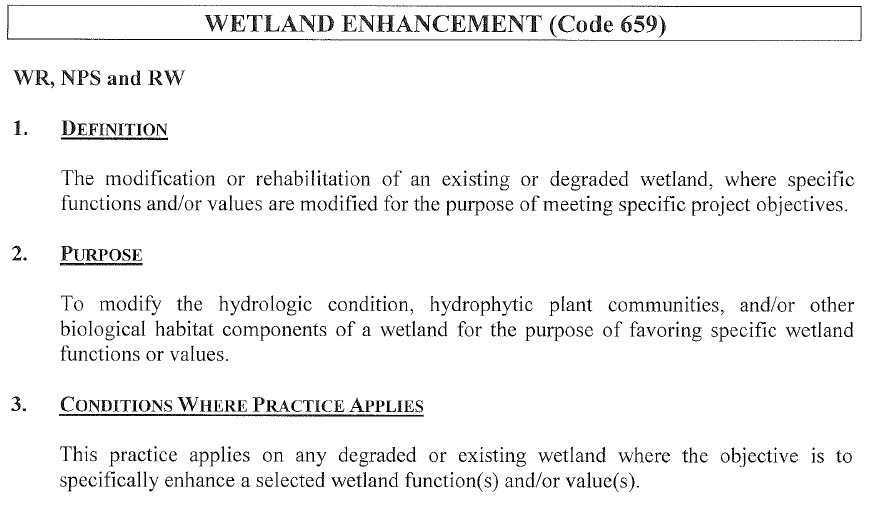 WETLAND ENHANCEMENT (Code 659)
WR, NPS and RW
1. DEFINITION
The modification or rehabilitation of an existing or degraded wetland, where specific
functions and/or values are modified for the purpose of meeting specific project objectives.
2. PURPOSE
To modify the hydrologic condition, hydrophytic plant communities, and/or other
biological habitat components of a wetland for the purpose of favoring specific wetland
functions or values.
3. CONDITIONS WHERE PRACTICE APPLIES
This practice applies on any degraded or existing wetland where the objective is to
specifically enhance a selected wetland function(s) and/or value(s).